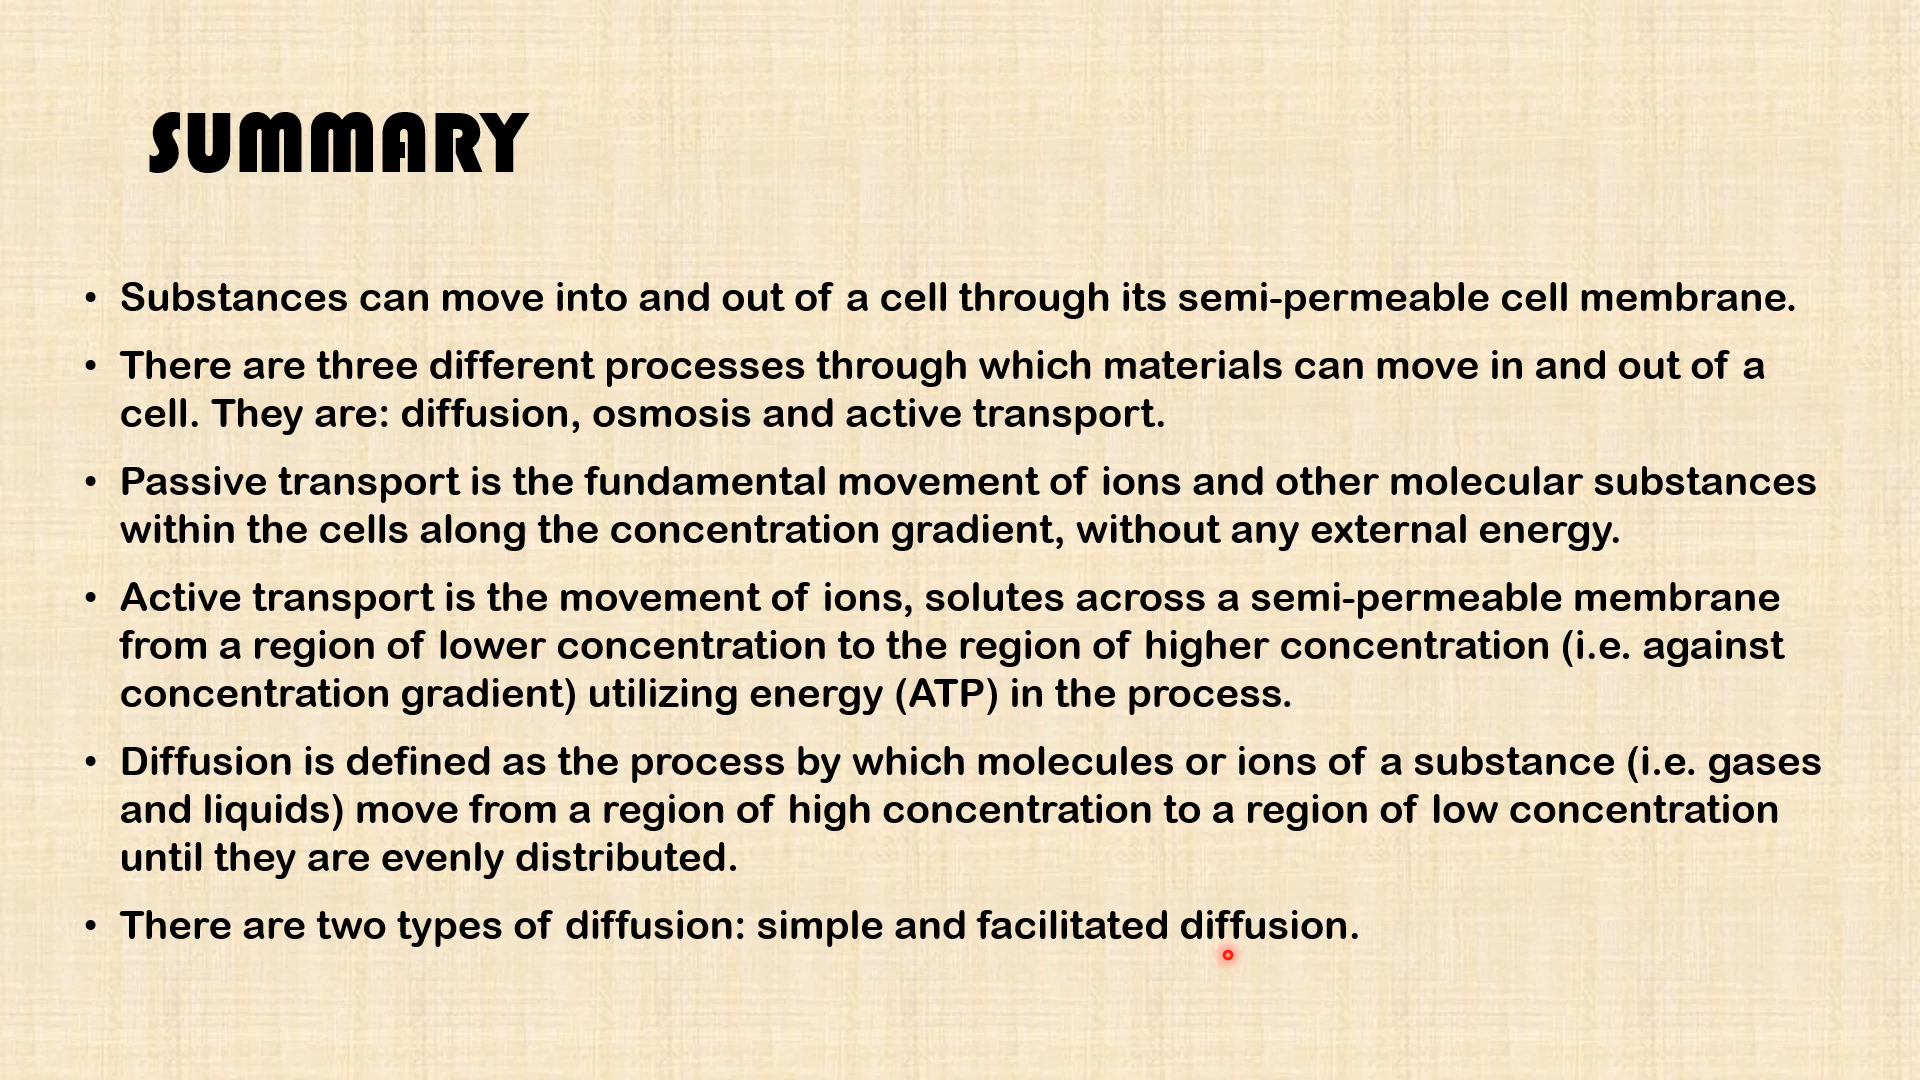 SUMMARY
• Substances can move into and out of a cell through its semi-permeable cell membrane.
• There are three different processes through which materials can move in and out of a
cell. They are: diffusion, osmosis and active transport.
• Passive transport is the fundamental movement of ions and other molecular substances
within the cells along the concentration gradient, without any external energy.
• Active transport is the movement of ions, solutes across a semi-permeable membrane
from a region of lower concentration to the region of higher concentration (i.e. against
concentration gradient) utilizing energy (ATP) in the process.
• Diffusion is defined as the process by which molecules or ions of a substance (i.e. gases
and liquids) move from a region of high concentration to a region of low concentration
until they are evenly distributed.
• There are two types of diffusion: simple and facilitated diffusion.